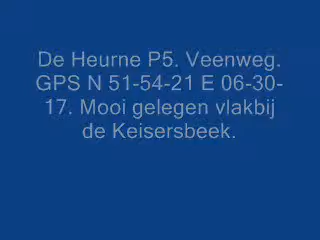 De Heurne P5. Veenweg.
GPS N 51-54-21 E 06-30-
17. Mooi gelegen vlakbij
de Keisersbeek.